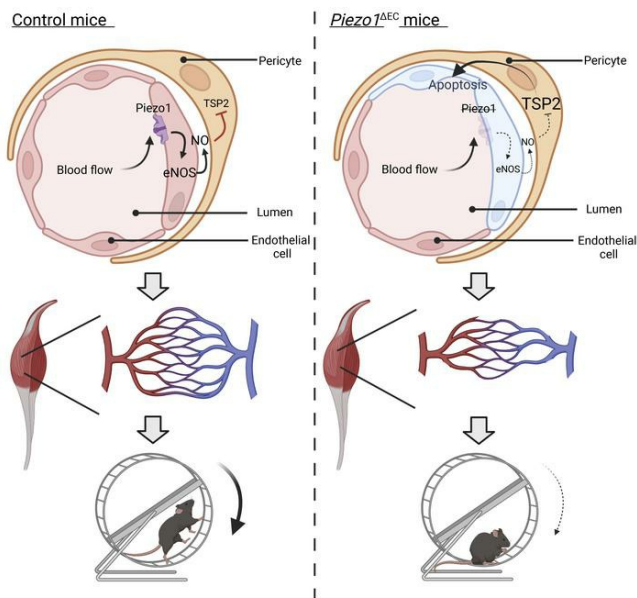 Control mice
Pericyte
TSP2
Piezo1
NO
Blood flow
eNOS
Lumen
Endothelial
cell
Piezo1ΔEC mice
Pericyte
Apoptosis
TSP2
Piezo1
NO
Blood flow
eNOS
Lumen
Endothelial
cell